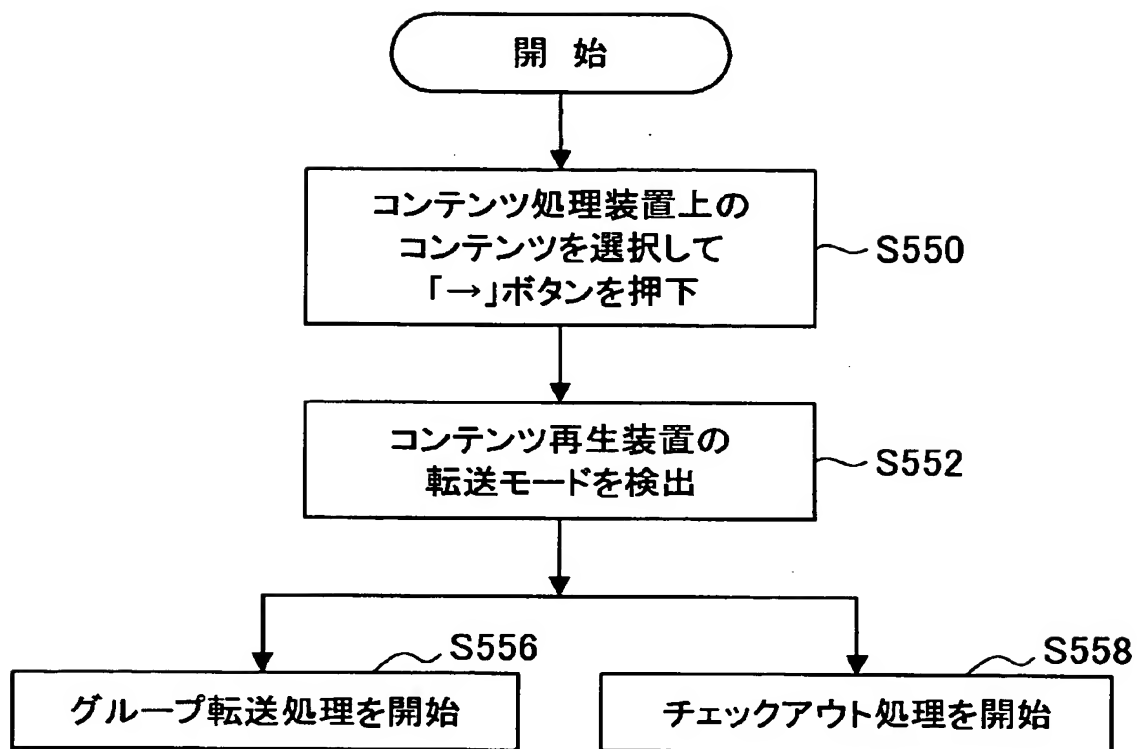 開 始
コンテンツ処理装置上の
コンテンツを選択して
「→」ボタンを押下
S550
コンテンツ再生装置の
転送モードを検出
S552
S556
グループ転送処理を開始
S558
チェックアウト処理を開始